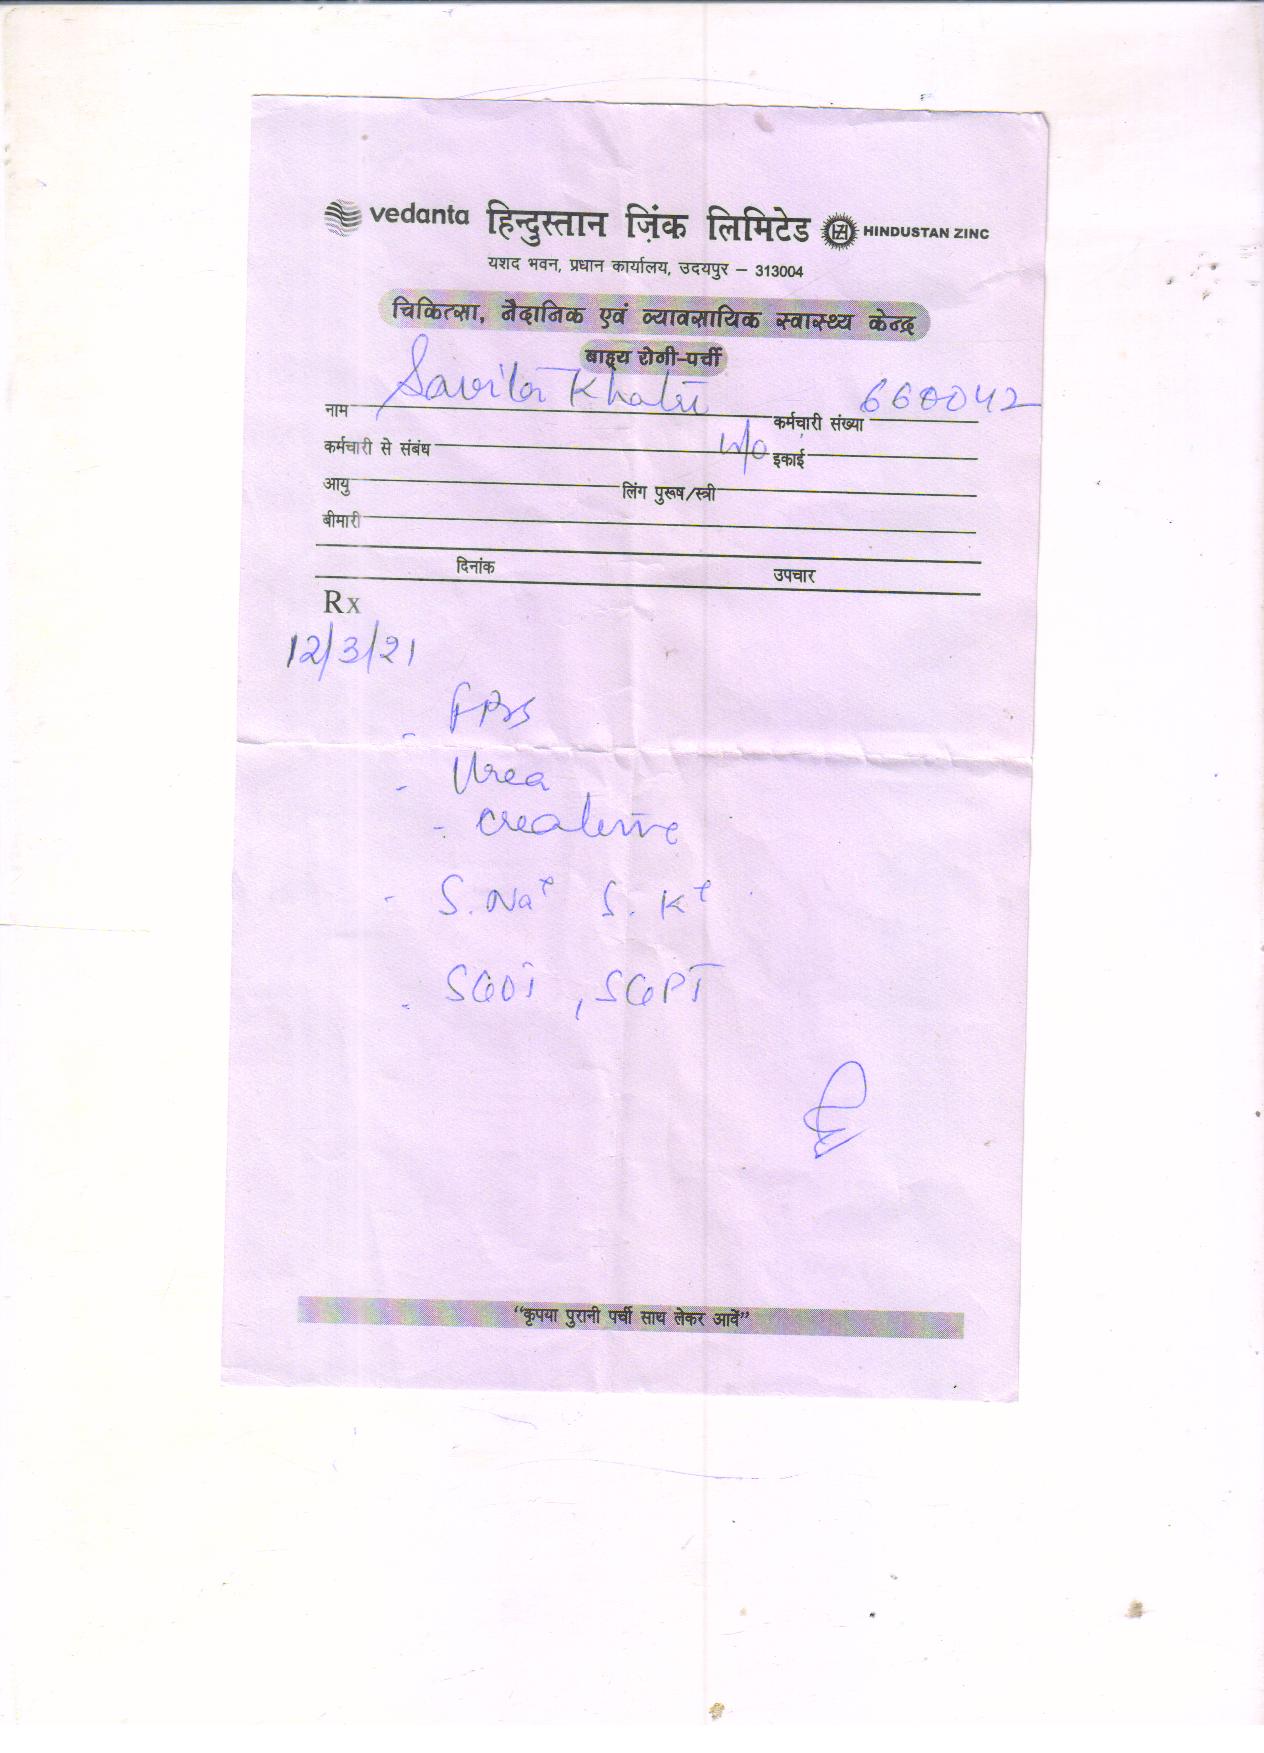 vedanta हिन्दुस्तान ज़िंक लिमिटेड HINDUSTAN ZINC
यशद भवन, प्रधान कार्यालय, उदयपुर – 313004
चिकित्सा, नैदानिक एवं व्यावसायिक स्वास्थ्य केन्द्र
बाह्य रोगी-पर्ची
नाम Savita Khatri कर्मचारी संख्या 660042
कर्मचारी से संबंध w/o इकाई
आयु लिंग पुरूष/स्त्री
बीमारी
दिनांक उपचार
Rx
12/3/21
- FBS
- Urea
- creatinine
- S. Na+ S. K+
- SGOT, SGPT
“कृपया पुरानी पर्ची साथ लेकर आवें”